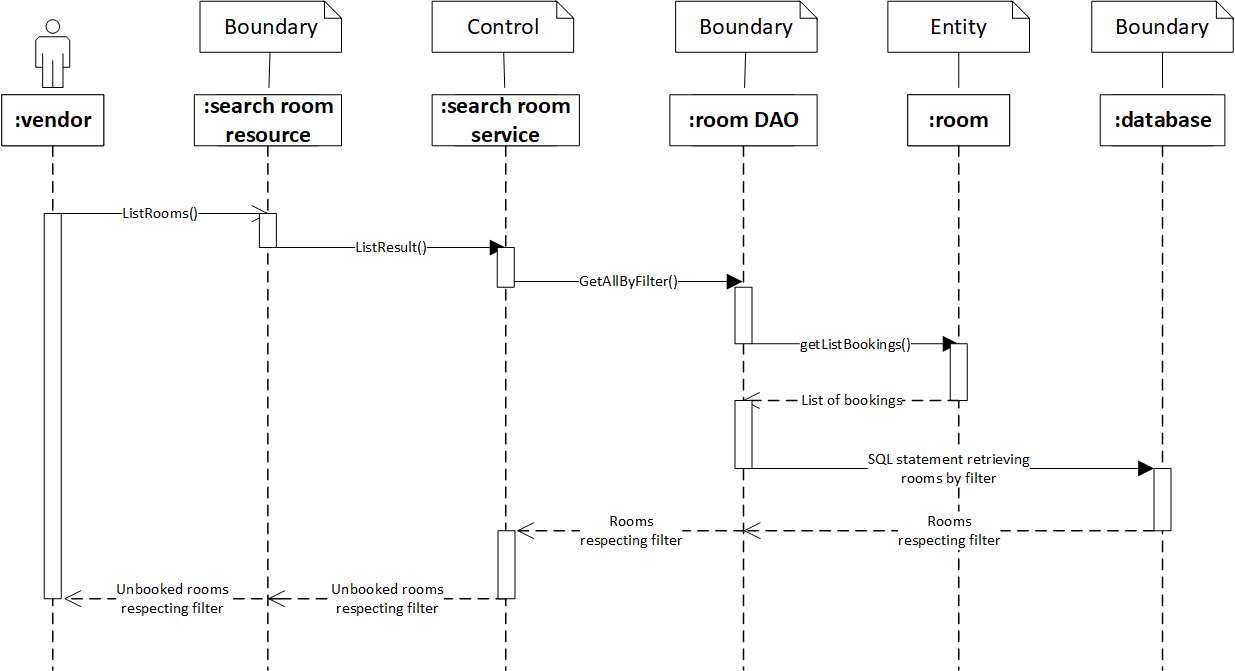 Boundary
Control
Boundary
Entity
Boundary
:vendor
:search room
resource
:search room
service
:room DAO
:room
:database
ListRooms()
ListResult()
GetAllByFilter()
getListBookings()
List of bookings
SQL statement retrieving
rooms by filter
Rooms
respecting filter
Rooms
respecting filter
Unbooked rooms
respecting filter
Unbooked rooms
respecting filter